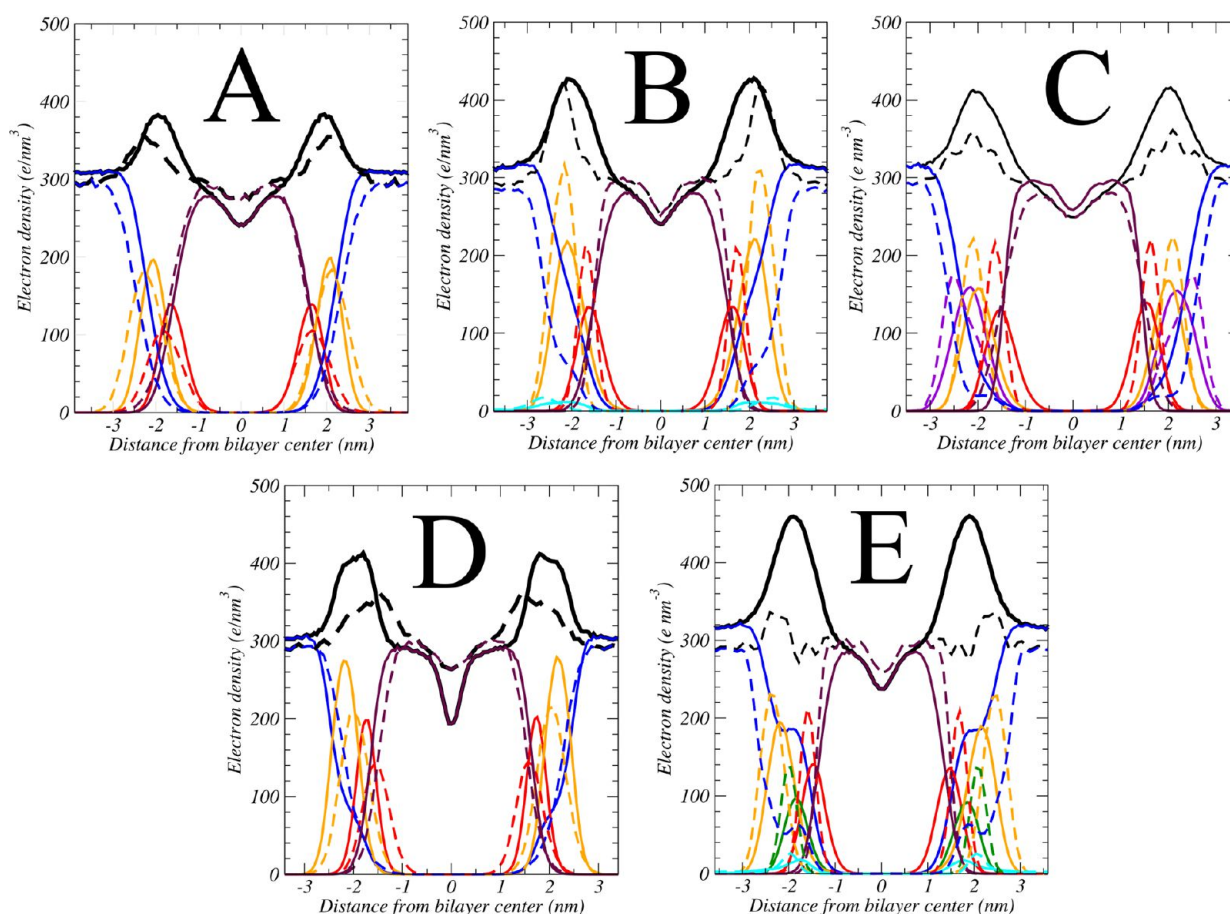 A
500
400
300
200
100
0
Electron density (e/nm³)
-3 -2 -1 0 1 2 3
Distance from bilayer center (nm)
B
500
400
300
200
100
0
Electron density (e/nm³)
-3 -2 -1 0 1 2 3
Distance from bilayer center (nm)
C
500
400
300
200
100
0
Electron density (e nm⁻³)
-3 -2 -1 0 1 2 3
Distance from bilayer center (nm)
D
500
400
300
200
100
0
Electron density (e/nm³)
-3 -2 -1 0 1 2 3
Distance from bilayer center (nm)
E
500
400
300
200
100
0
Electron density (e nm⁻³)
-3 -2 -1 0 1 2 3
Distance from bilayer center (nm)